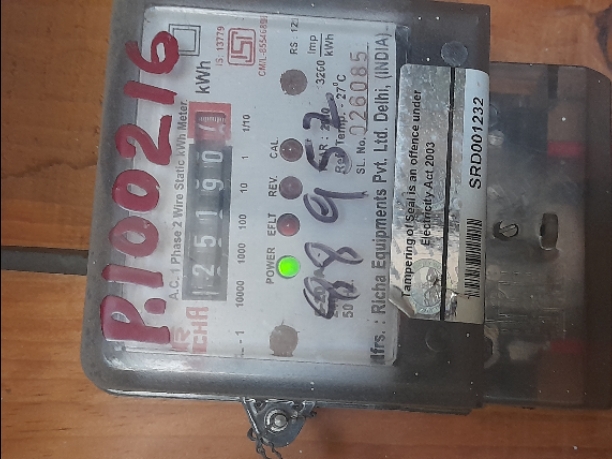 P.100216
A.C. 1 Phase 2 Wire Static kWh Meter
kWh
IS : 13779
RS : 12
1 2 5 1 9 0
10000 1000 100 10 1 1/10
POWER EFLT REV. CAL
Imp
3200 kWh
Ref Temp. : 27°C
SL. No. 026085
Mfrs. : Richa Equipments Pvt. Ltd. Delhi, (INDIA)
Tampering of Seal is an offence under
Electricity Act 2003
SRD001232